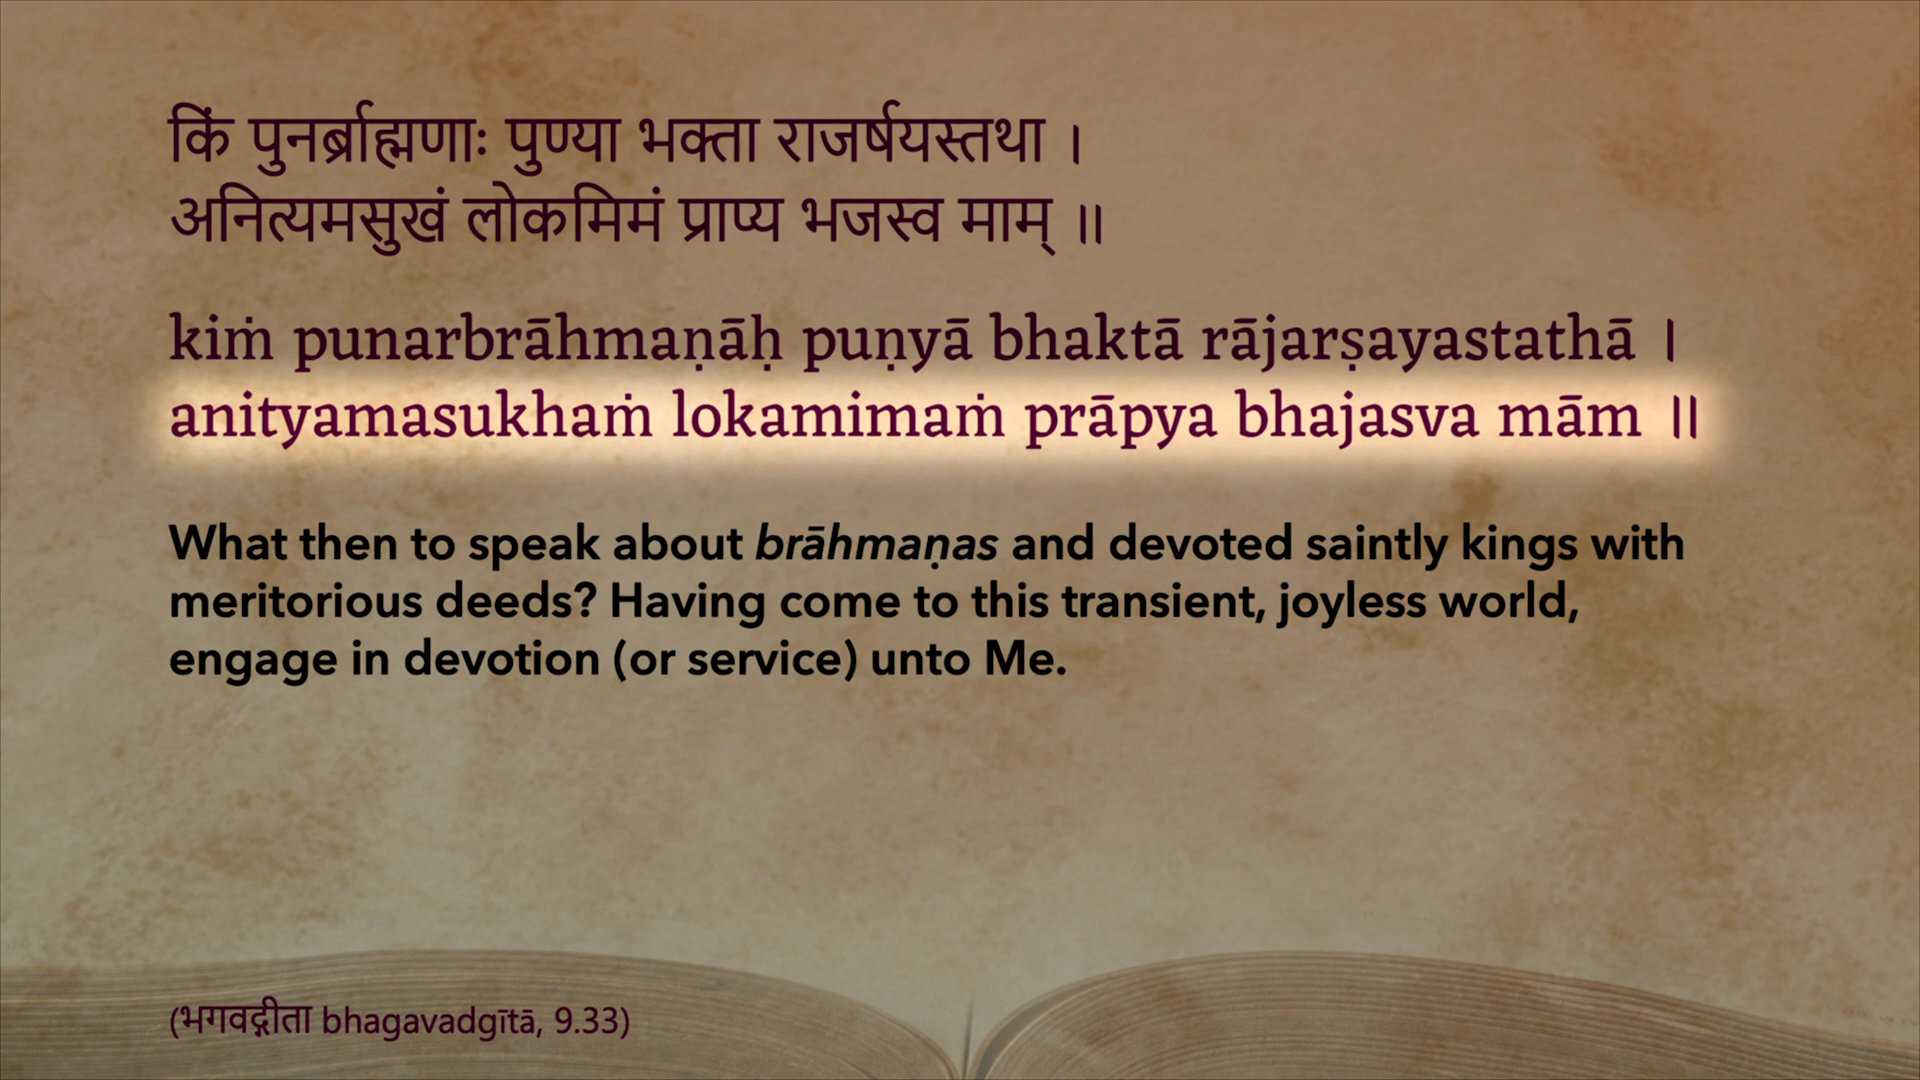 किं पुनर्ब्राह्मणाः पुण्या भक्ता राजर्षयस्तथा ।
अनित्यमसुखं लोकमिमं प्राप्य भजस्व माम् ॥
kiṁ punarbrāhmaṇāḥ puṇyā bhaktā rājarṣayastathā ।
anityamasukhaṁ lokamimaṁ prāpya bhajasva mām ॥
What then to speak about brāhmaṇas and devoted saintly kings with
meritorious deeds? Having come to this transient, joyless world,
engage in devotion (or service) unto Me.
(भगवद्गीता bhagavadgītā, 9.33)